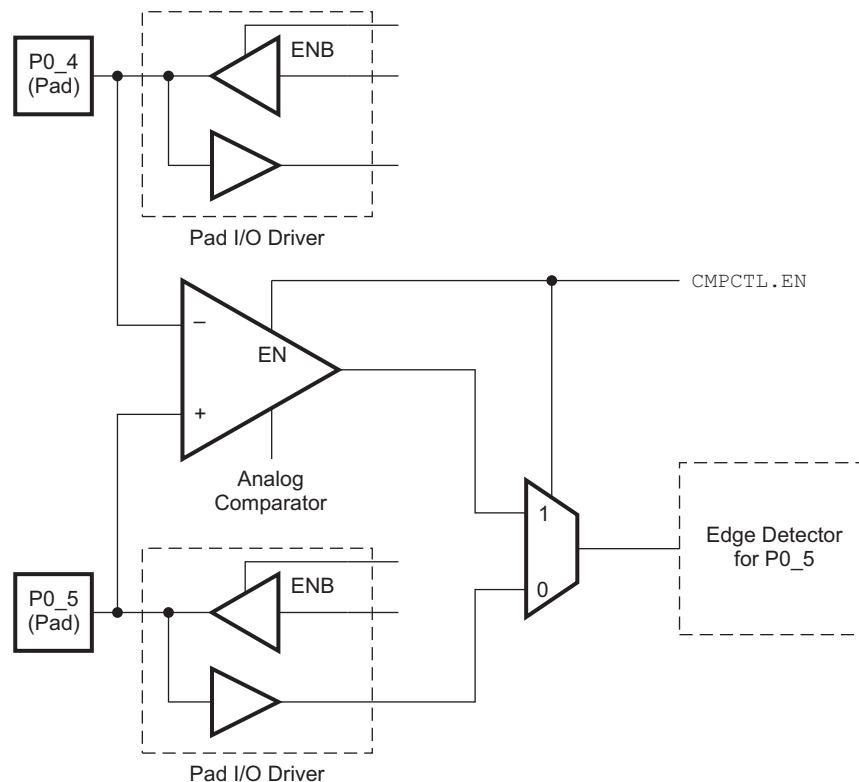 P0_4
(Pad)
ENB
Pad I/O Driver
CMPCTL.EN
–
EN
+
Analog
Comparator
1
Edge Detector
for P0_5
0
P0_5
(Pad)
ENB
Pad I/O Driver